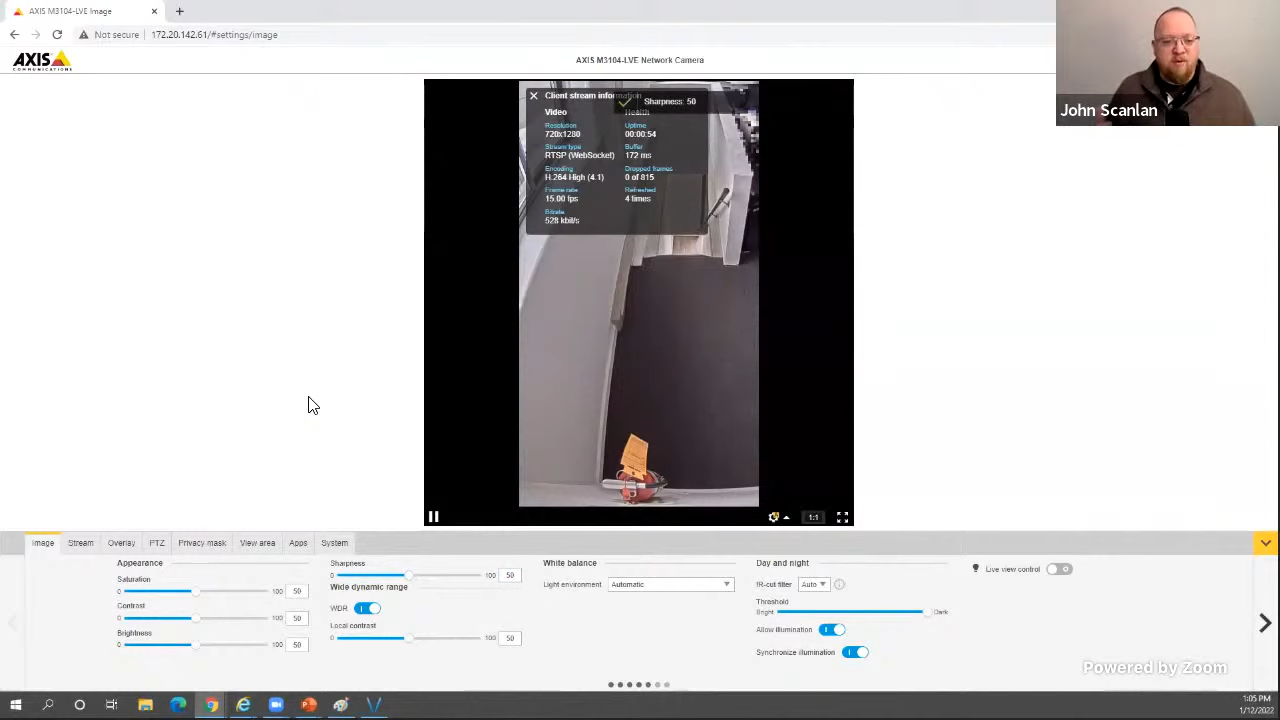 AXIS M3104-LVE Image
Not secure
172.20.142.61/#settings/image
AXIS
COMMUNICATIONS
AXIS M3104-LVE Network Camera
John Scanlan
Client stream information
Sharpness: 50
Video
Health
Resolution
720x1280
Uptime
00:00:54
Stream type
RTSP (WebSocket)
Buffer
172 ms
Encoding
H.264 High (4.1)
Dropped frames
0 of 815
Frame rate
15.00 fps
Refreshed
4 times
Bitrate
528 kbit/s
1:1
Image Stream Overlay PTZ Privacy mask View area Apps System
Appearance
Saturation
0 100 50
Contrast
0 100 50
Brightness
0 100 50
Sharpness
0 100 50
Wide dynamic range
WDR
Local contrast
0 100 50
White balance
Light environment Automatic
Day and night
IR-cut filter Auto
Threshold
Bright Dark
Allow illumination
Synchronize illumination
Live view control
Powered by Zoom
1:05 PM
1/12/2022